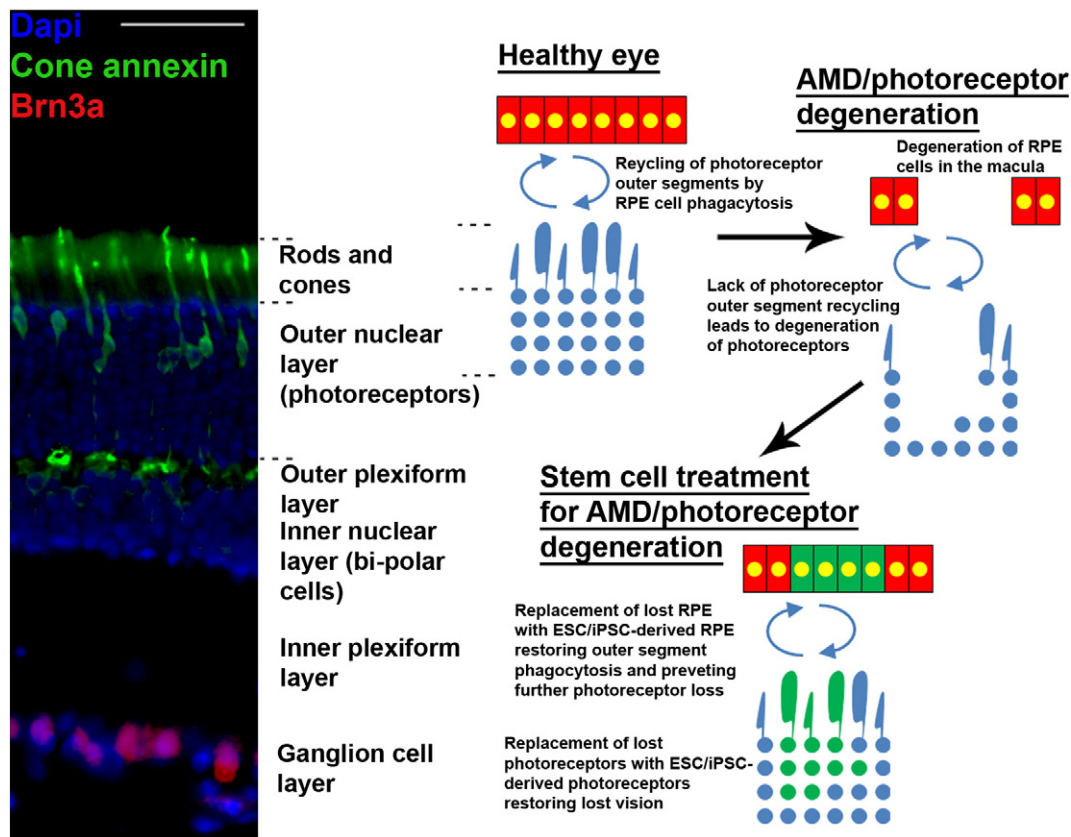 Dapi
Cone annexin
Brn3a
Rods and
cones
Outer nuclear
layer
(photoreceptors)
Outer plexiform
layer
Inner nuclear
layer (bi-polar
cells)
Inner plexiform
layer
Ganglion cell
layer
Healthy eye
Reycling of photoreceptor
outer segments by
RPE cell phagacytosis
AMD/photoreceptor
degeneration
Degeneration of RPE
cells in the macula
Lack of photoreceptor
outer segment recycling
leads to degeneration
of photoreceptors
Stem cell treatment
for AMD/photoreceptor
degeneration
Replacement of lost RPE
with ESC/iPSC-derived RPE
restoring outer segment
phagocytosis and preveting
further photoreceptor loss
Replacement of lost
photoreceptors with ESC/iPSC-
derived photoreceptors
restoring lost vision